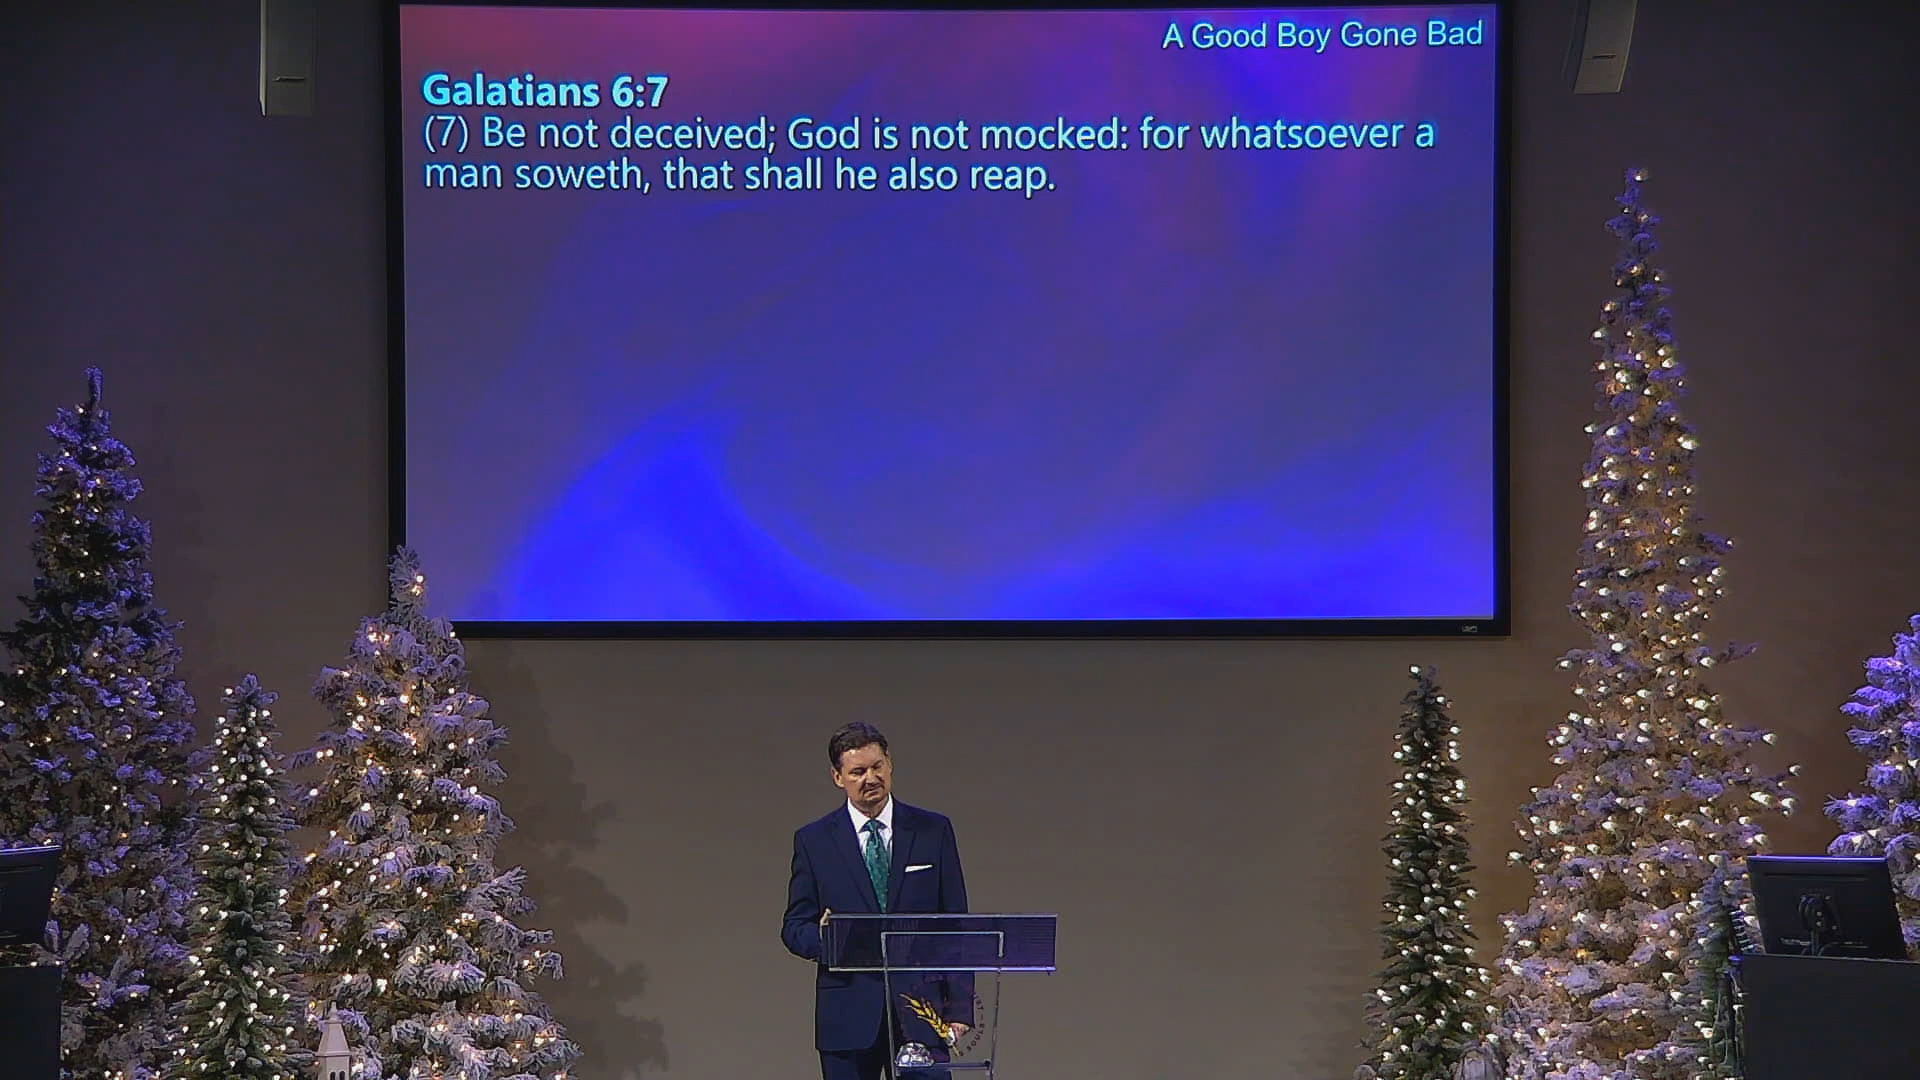 A Good Boy Gone Bad
Galatians 6:7
(7) Be not deceived; God is not mocked: for whatsoever a
man soweth, that shall he also reap.